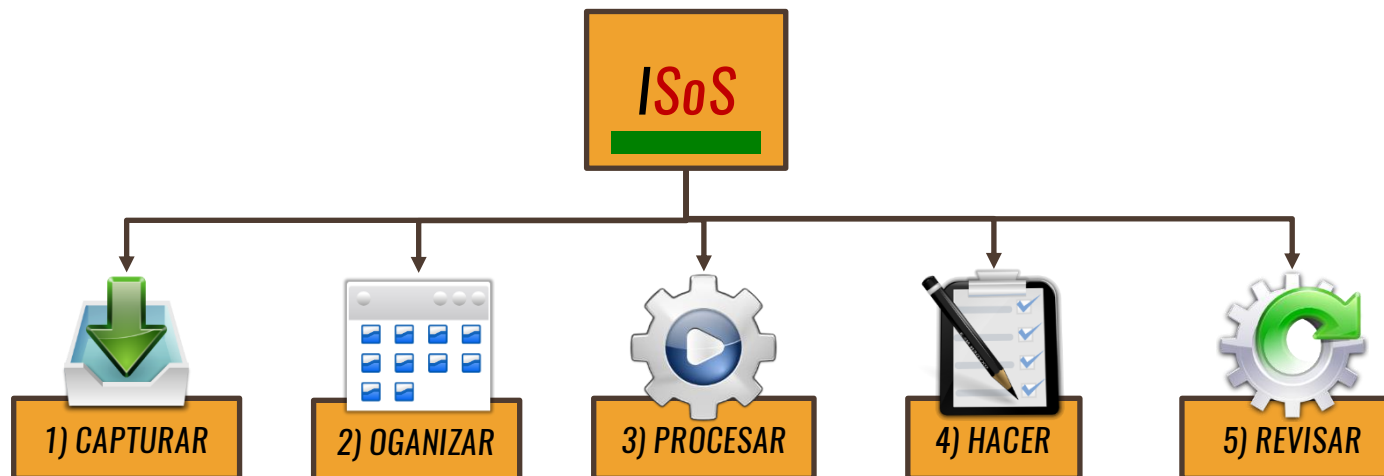 ISoS
1) CAPTURAR
2) OGANIZAR
3) PROCESAR
4) HACER
5) REVISAR